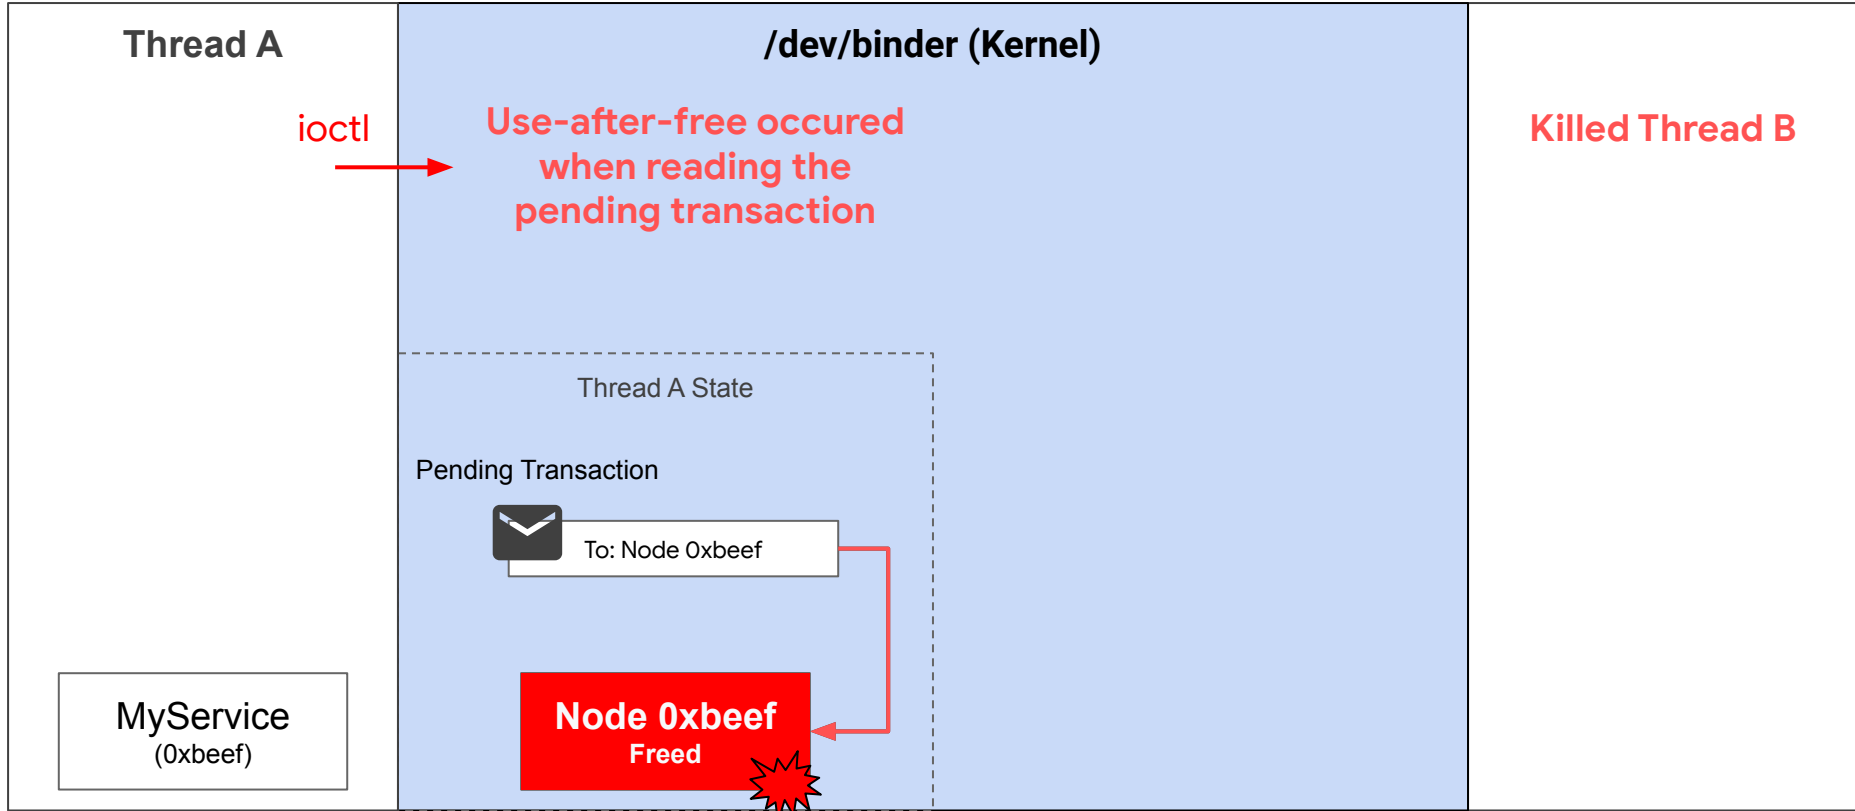 Thread A
/dev/binder (Kernel)
ioctl
Use-after-free occured
when reading the
pending transaction
Killed Thread B
Thread A State
Pending Transaction
To: Node 0xbeef
MyService
(0xbeef)
Node 0xbeef
Freed